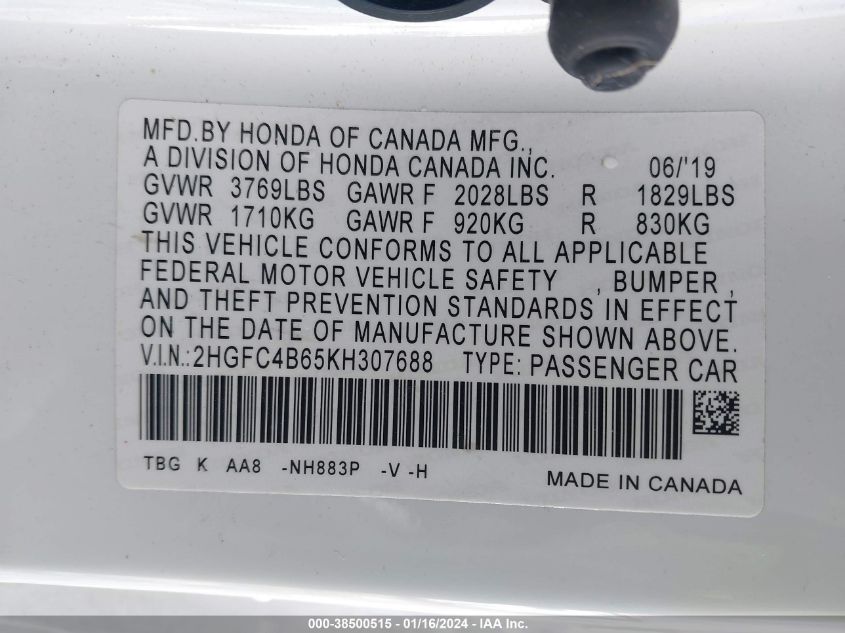 MFD.BY HONDA OF CANADA MFG.,
A DIVISION OF HONDA CANADA INC. 06/'19
GVWR 3769LBS GAWR F 2028LBS R 1829LBS
GVWR 1710KG GAWR F 920KG R 830KG
THIS VEHICLE CONFORMS TO ALL APPLICABLE
FEDERAL MOTOR VEHICLE SAFETY , BUMPER ,
AND THEFT PREVENTION STANDARDS IN EFFECT
ON THE DATE OF MANUFACTURE SHOWN ABOVE.
V.I.N.:2HGFC4B65KH307688 TYPE: PASSENGER CAR
TBG K AA8 -NH883P -V -H MADE IN CANADA
000-38500515 - 01/16/2024 - IAA Inc.